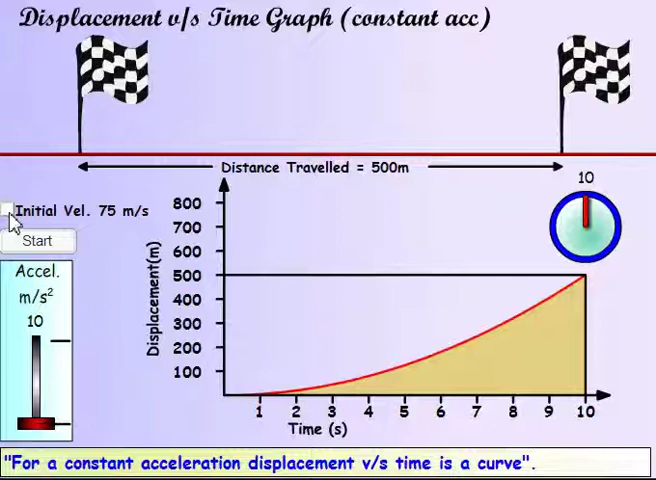 Displacement v/s Time Graph (constant acc)
Distance Travelled = 500m
10
Initial Vel. 75 m/s
Start
Accel.
m/s²
10
Displacement(m)
800
700
600
500
400
300
200
100
1 2 3 4 5 6 7 8 9 10
Time (s)
"For a constant acceleration displacement v/s time is a curve".